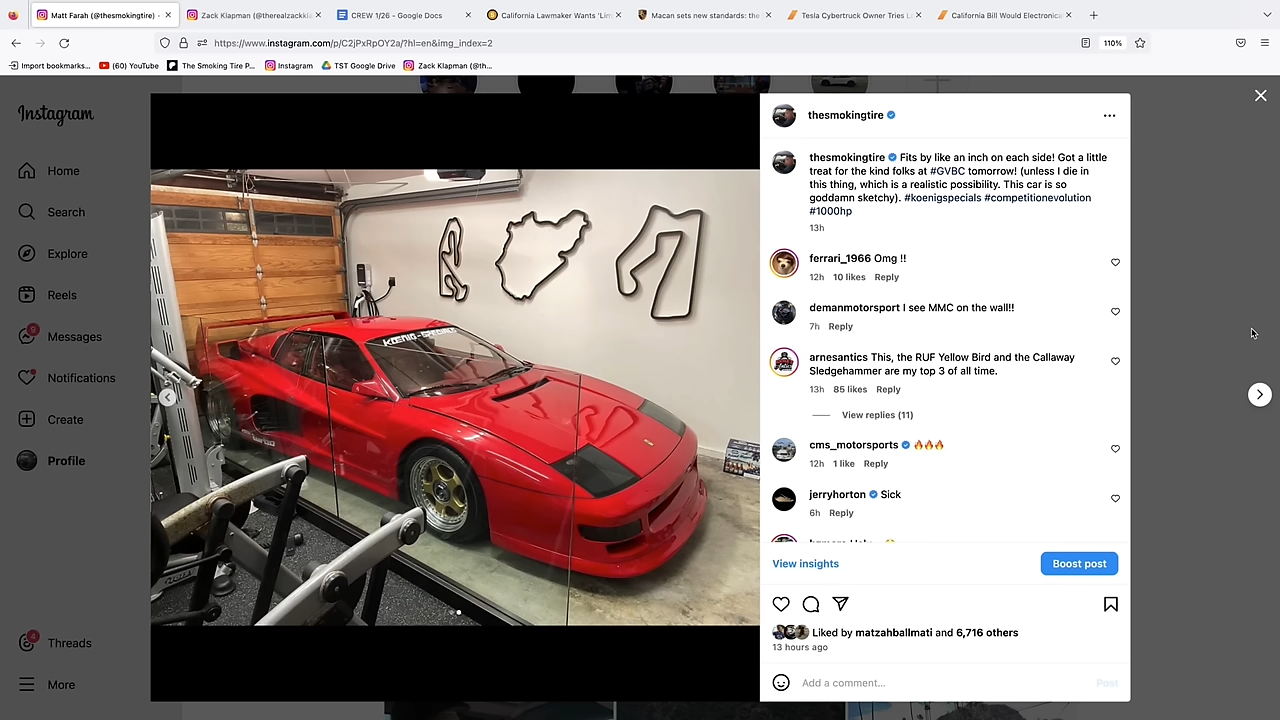 Matt Farah (@thesmokingtire) •
Zack Klapman (@therealzackkl
CREW 1/26 - Google Docs
California Lawmaker Wants 'Lim
Macan sets new standards: the
Tesla Cybertruck Owner Tries L
California Bill Would Electronica
https://www.instagram.com/p/C2jPxRpOY2a/?hl=en&img_index=2
110%
Import bookmarks...
(60) YouTube
The Smoking Tire P...
Instagram
TST Google Drive
Zack Klapman (@th...
Instagram
Home
Search
Explore
Reels
9
Messages
Notifications
Create
Profile
4
Threads
More
KOENIG-SPECIALS
thesmokingtire
thesmokingtire Fits by like an inch on each side! Got a little
treat for the kind folks at #GVBC tomorrow! (unless I die in
this thing, which is a realistic possibility. This car is so
goddamn sketchy). #koenigspecials #competitionevolution
#1000hp
13h
ferrari_1966 Omg !!
12h 10 likes Reply
demanmotorsport I see MMC on the wall!!
7h Reply
arnesantics This, the RUF Yellow Bird and the Callaway
Sledgehammer are my top 3 of all time.
13h 85 likes Reply
View replies (11)
cms_motorsports 🔥🔥🔥
12h 1 like Reply
jerryhorton Sick
6h Reply
View insights
Boost post
Liked by matzahballmati and 6,716 others
13 hours ago
Add a comment...
Post